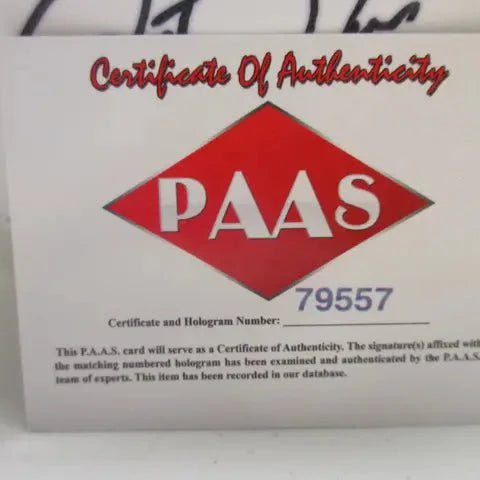 Certificate Of Authenticity
PAAS
79557
Certificate and Hologram Number:
This P.A.A.S. card will serve as a Certificate of Authenticity. The signature(s) affixed with
the matching numbered hologram has been examined and authenticated by the P.A.A.S.
team of experts. This item has been recorded in our database.